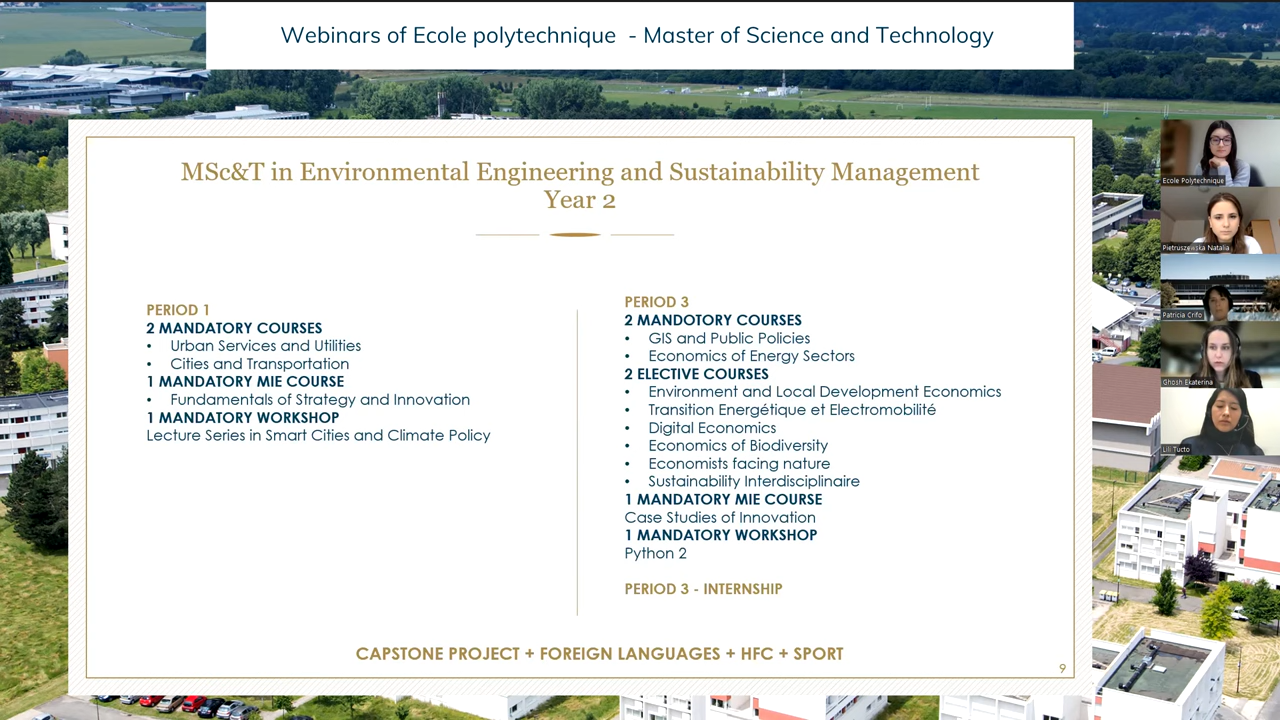 Webinars of Ecole polytechnique - Master of Science and Technology
MSc&T in Environmental Engineering and Sustainability Management
Year 2
PERIOD 1
2 MANDATORY COURSES
• Urban Services and Utilities
• Cities and Transportation
1 MANDATORY MIE COURSE
• Fundamentals of Strategy and Innovation
1 MANDATORY WORKSHOP
Lecture Series in Smart Cities and Climate Policy
PERIOD 3
2 MANDOTORY COURSES
• GIS and Public Policies
• Economics of Energy Sectors
2 ELECTIVE COURSES
• Environment and Local Development Economics
• Transition Energétique et Electromobilité
• Digital Economics
• Economics of Biodiversity
• Economists facing nature
• Sustainability Interdisciplinaire
1 MANDATORY MIE COURSE
Case Studies of Innovation
1 MANDATORY WORKSHOP
Python 2
PERIOD 3 - INTERNSHIP
CAPSTONE PROJECT + FOREIGN LANGUAGES + HFC + SPORT
9
Ecole Polytechnique
Pietruszewska Natalia
Patricia Crifo
Ghosh Ekaterina
Lili Tucto